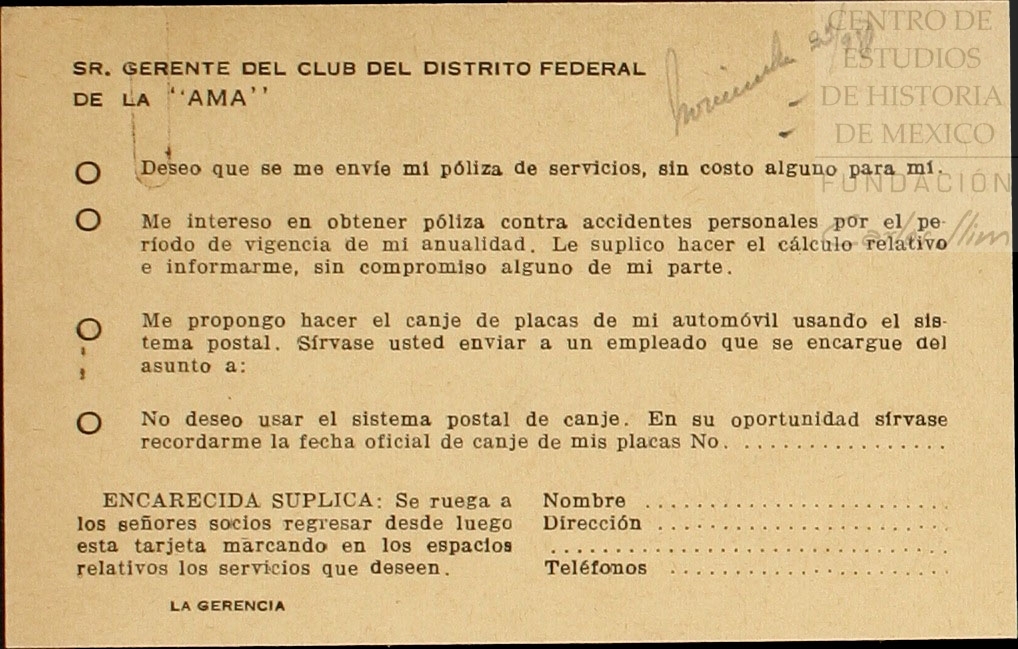 SR. GERENTE DEL CLUB DEL DISTRITO FEDERAL
DE LA "AMA"
CENTRO DE
ESTUDIOS
DE HISTORIA
DE MEXICO
FUNDACIÓN
Carlos Slim
Deseo que se me envíe mi póliza de servicios, sin costo alguno para mí.
Me intereso en obtener póliza contra accidentes personales por el pe-
ríodo de vigencia de mi anualidad. Le suplico hacer el cálculo relativo
e informarme, sin compromiso alguno de mi parte.
Me propongo hacer el canje de placas de mi automóvil usando el sis-
tema postal. Sírvase usted enviar a un empleado que se encargue del
asunto a:
No deseo usar el sistema postal de canje. En su oportunidad sírvase
recordarme la fecha oficial de canje de mis placas No. . . . . . . . . . . . . . . .
ENCARECIDA SUPLICA: Se ruega a
los señores socios regresar desde luego
esta tarjeta marcando en los espacios
relativos los servicios que deseen.
LA GERENCIA
Nombre . . . . . . . . . . . . . . . . . . . . . . .
Dirección . . . . . . . . . . . . . . . . . . . . . .
. . . . . . . . . . . . . . . . . . . . . . . . . . . . . .
Teléfonos . . . . . . . . . . . . . . . . . . . . .